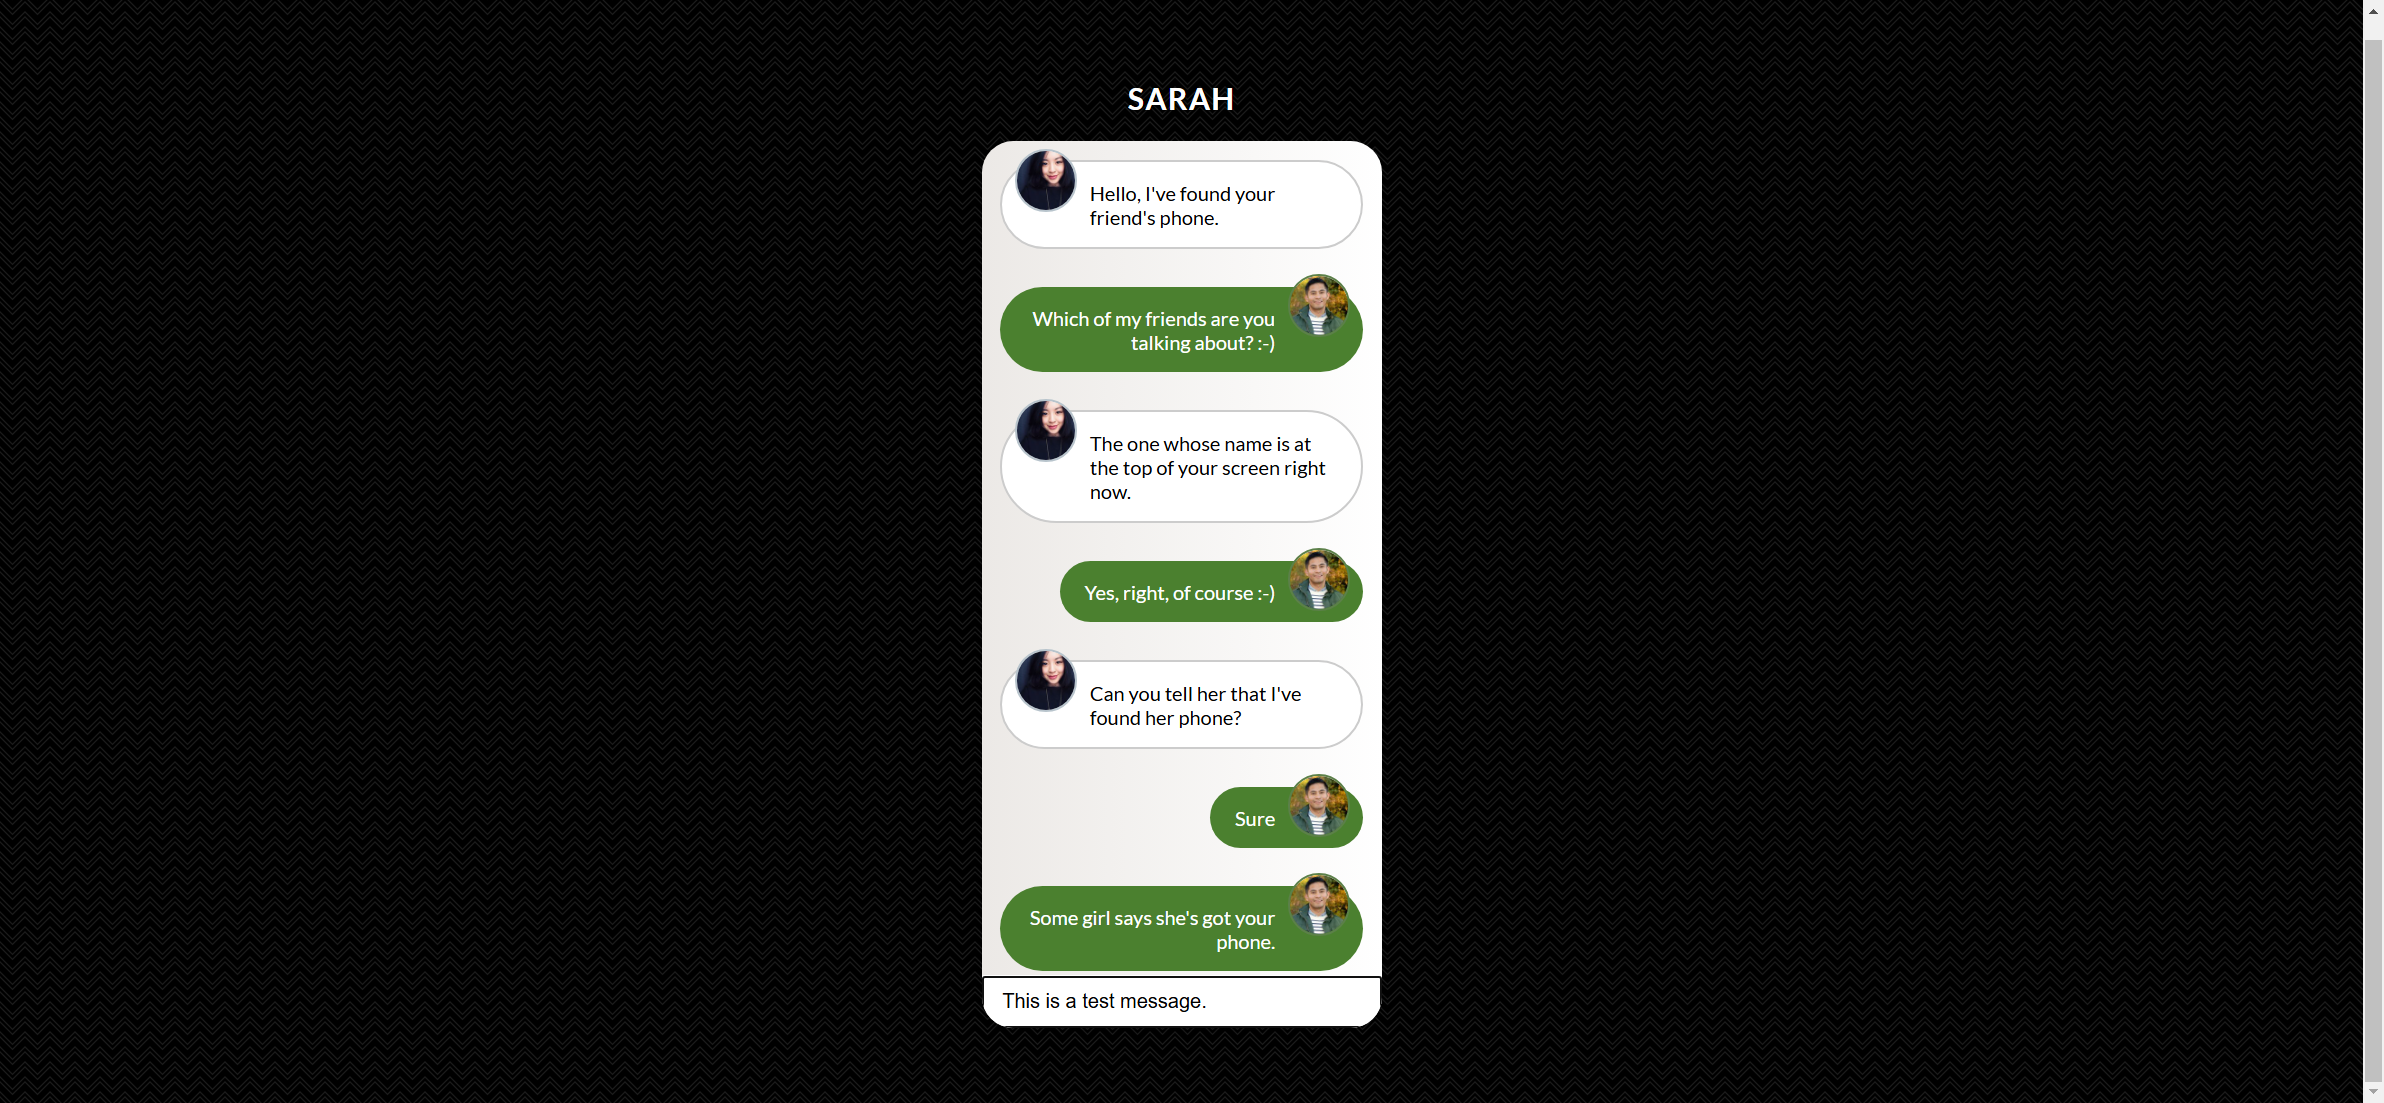 SARAH
Hello, I've found your
friend's phone.
Which of my friends are you
talking about? :-)
The one whose name is at
the top of your screen right
now.
Yes, right, of course :-)
Can you tell her that I've
found her phone?
Sure
Some girl says she's got your
phone.
This is a test message.